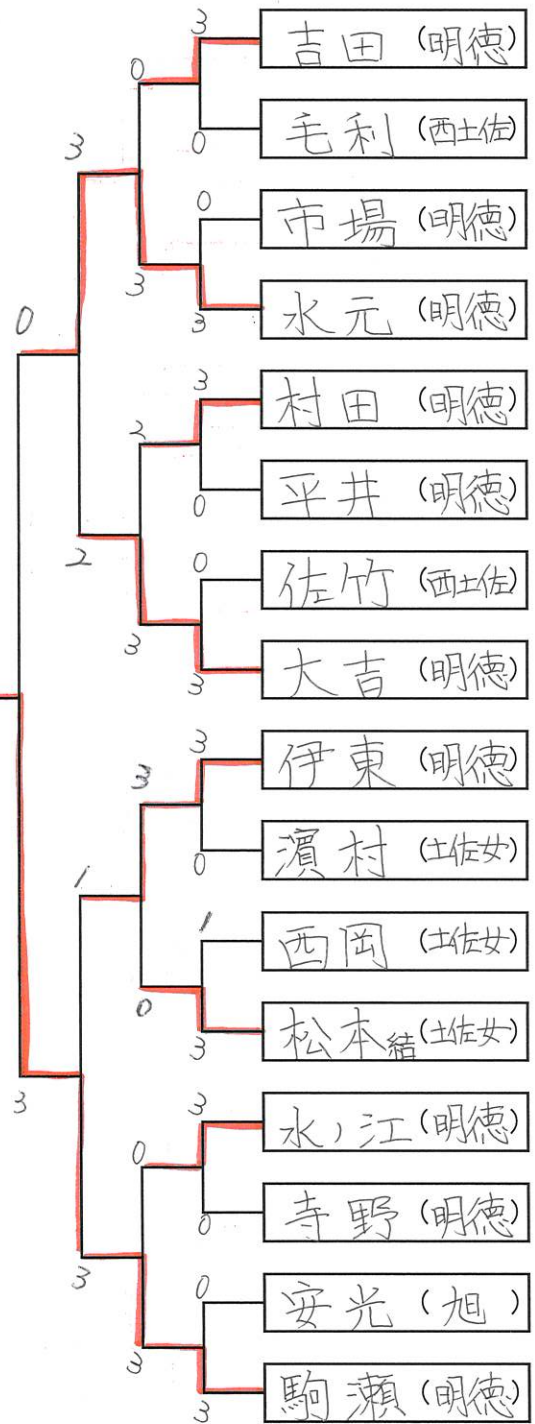 3
吉田 (明徳)
0
毛利 (西土佐)
0
3
0
市場 (明徳)
3
水元 (明徳)
3
0
3
村田 (明徳)
2
平井 (明徳)
0
2
0
佐竹 (西土佐)
3
大吉 (明徳)
3
3
伊東 (明徳)
3
濵村 (土佐女)
0
1
1
西岡 (土佐女)
0
松本結 (土佐女)
3
3
3
水ノ江 (明徳)
0
寺野 (明徳)
0
3
0
安光 (旭)
3
駒瀬 (明徳)
3